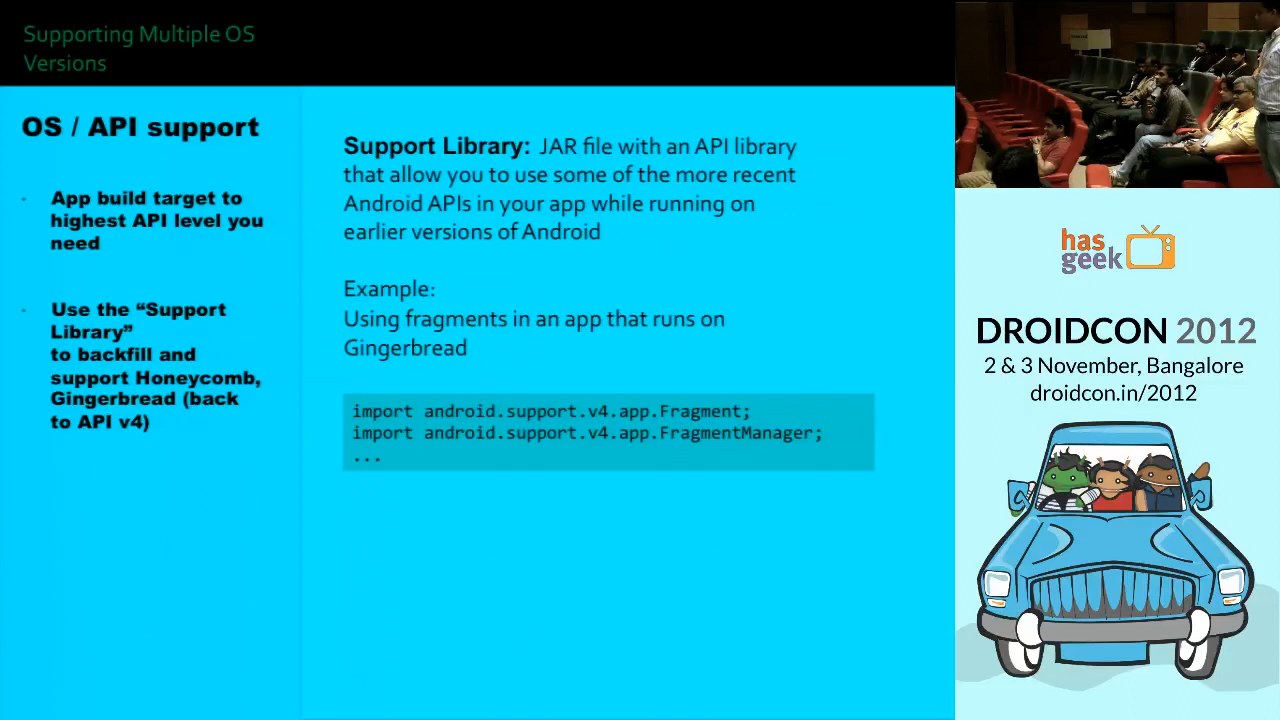 Supporting Multiple OS
Versions
OS / API support
App build target to
highest API level you
need
Use the “Support
Library”
to backfill and
support Honeycomb,
Gingerbread (back
to API v4)
Support Library: JAR file with an API library
that allow you to use some of the more recent
Android APIs in your app while running on
earlier versions of Android
Example:
Using fragments in an app that runs on
Gingerbread
import android.support.v4.app.Fragment;
import android.support.v4.app.FragmentManager;
...
has
geek
DROIDCON 2012
2 & 3 November, Bangalore
droidcon.in/2012